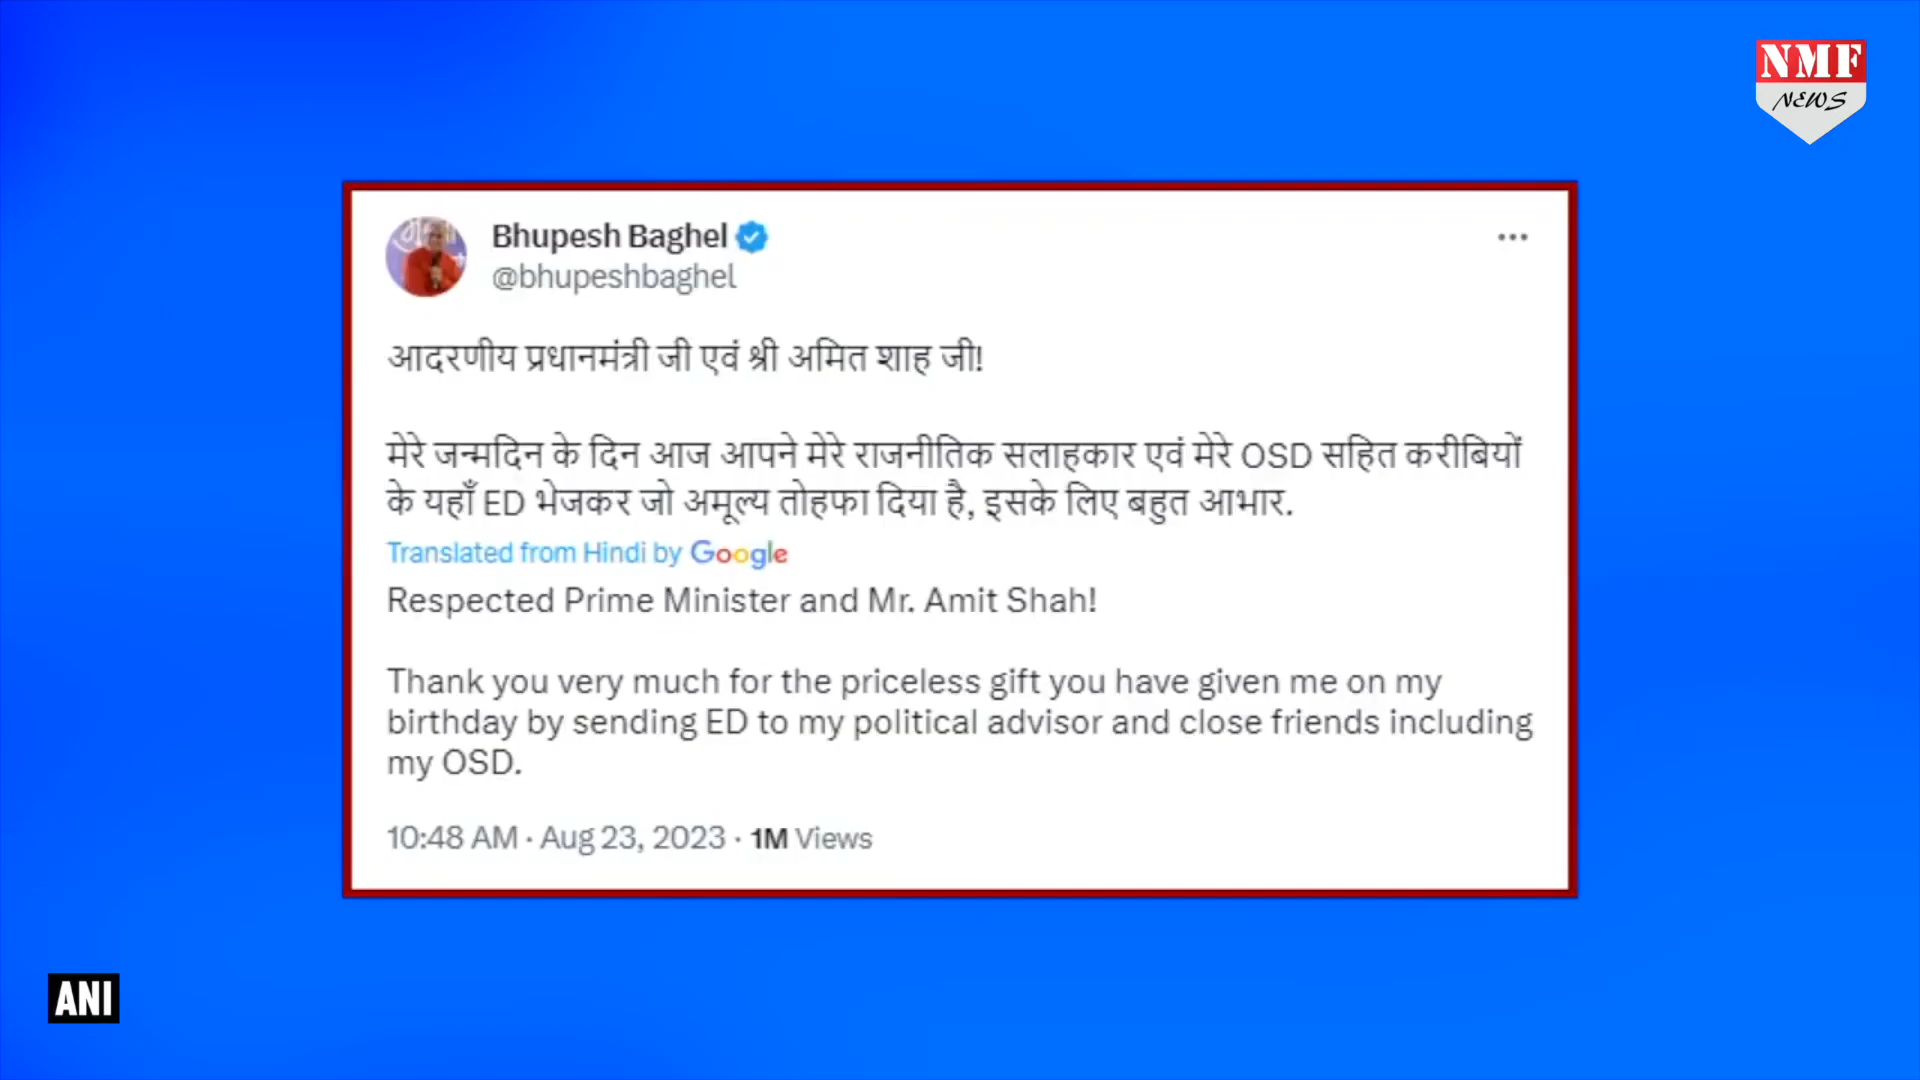 NMF
NEWS
Bhupesh Baghel
@bhupeshbaghel
आदरणीय प्रधानमंत्री जी एवं श्री अमित शाह जी!
मेरे जन्मदिन के दिन आज आपने मेरे राजनीतिक सलाहकार एवं मेरे OSD सहित करीबियों
के यहाँ ED भेजकर जो अमूल्य तोहफा दिया है, इसके लिए बहुत आभार.
Translated from Hindi by Google
Respected Prime Minister and Mr. Amit Shah!
Thank you very much for the priceless gift you have given me on my
birthday by sending ED to my political advisor and close friends including
my OSD.
10:48 AM · Aug 23, 2023 · 1M Views
ANI